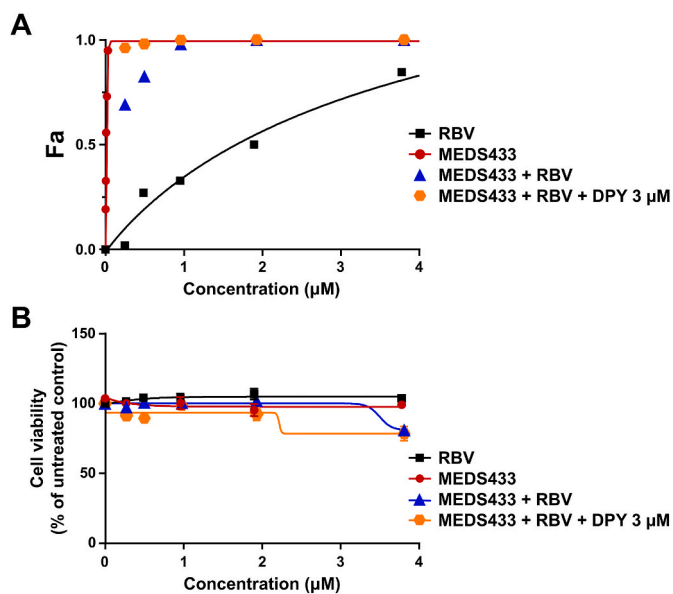 A
1.0
0.5
0.0
Fa
0
1
2
3
4
Concentration (µM)
RBV
MEDS433
MEDS433 + RBV
MEDS433 + RBV + DPY 3 µM
B
150
100
50
0
Cell viability
(% of untreated control)
0
1
2
3
4
Concentration (µM)
RBV
MEDS433
MEDS433 + RBV
MEDS433 + RBV + DPY 3 µM